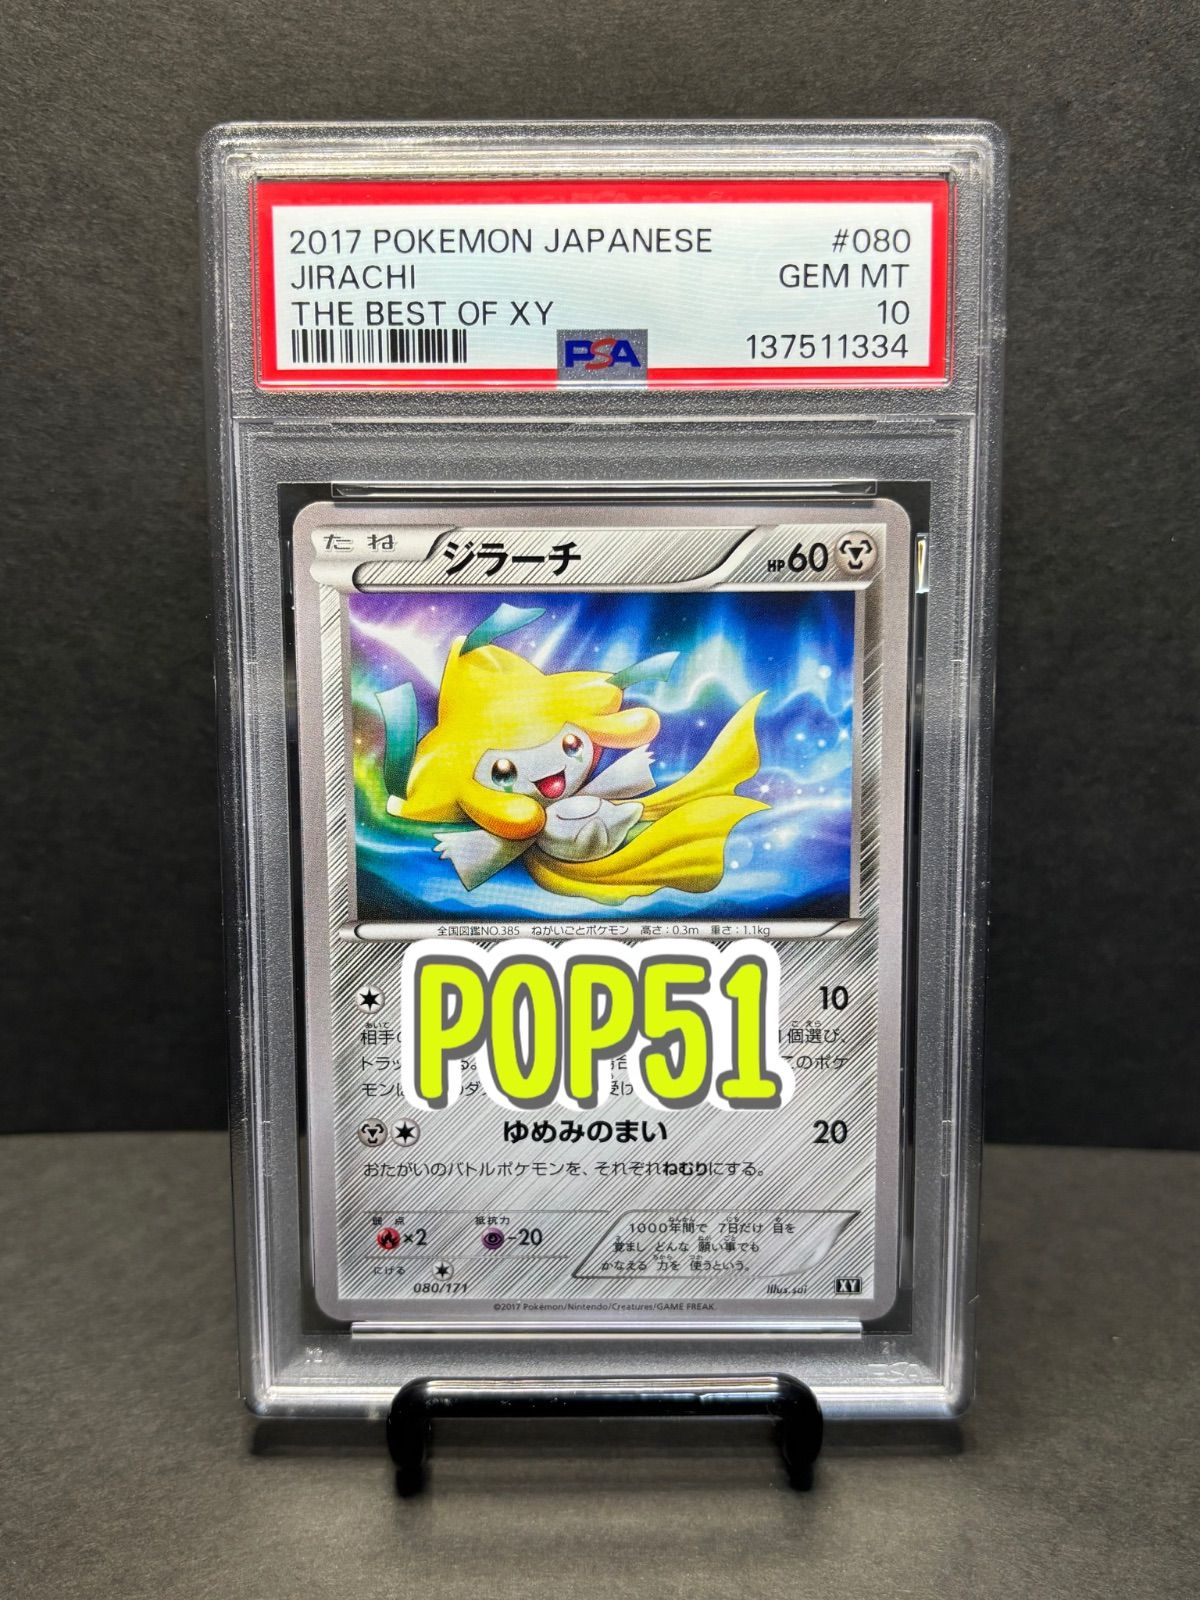 2017 POKEMON JAPANESE #080
JIRACHI GEM MT
THE BEST OF XY 10
PSA 137511334
たね ジラーチ HP60
全国図鑑NO.385 ねがいごとポケモン 高さ:0.3m 重さ:1.1kg
POP51
10
相手 1個選び、
トラッ このポケ
モンは 受け
ゆめみのまい 20
おたがいのバトルポケモンを、それぞれねむりにする。
弱点 抵抗力
×2 -20
にげる
1000年間で 7日だけ 目を
覚まし どんな 願い事でも
かなえる 力を 使うという。
080/171 Illus.sai XY
©2017 Pokémon/Nintendo/Creatures/GAME FREAK.